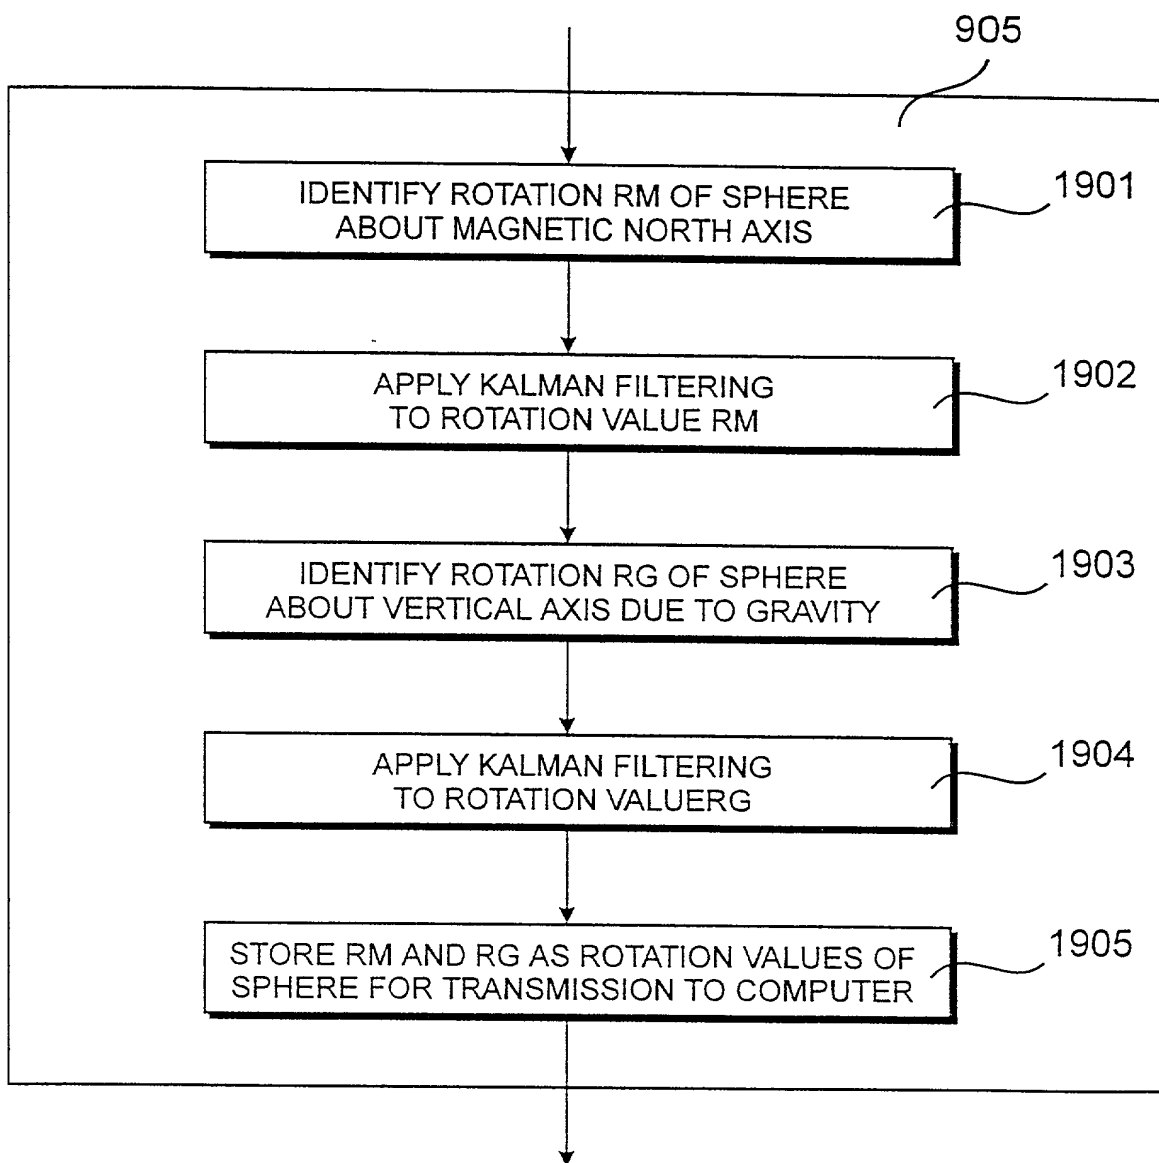 905
IDENTIFY ROTATION RM OF SPHERE
ABOUT MAGNETIC NORTH AXIS
1901
APPLY KALMAN FILTERING
TO ROTATION VALUE RM
1902
IDENTIFY ROTATION RG OF SPHERE
ABOUT VERTICAL AXIS DUE TO GRAVITY
1903
APPLY KALMAN FILTERING
TO ROTATION VALUERG
1904
STORE RM AND RG AS ROTATION VALUES OF
SPHERE FOR TRANSMISSION TO COMPUTER
1905